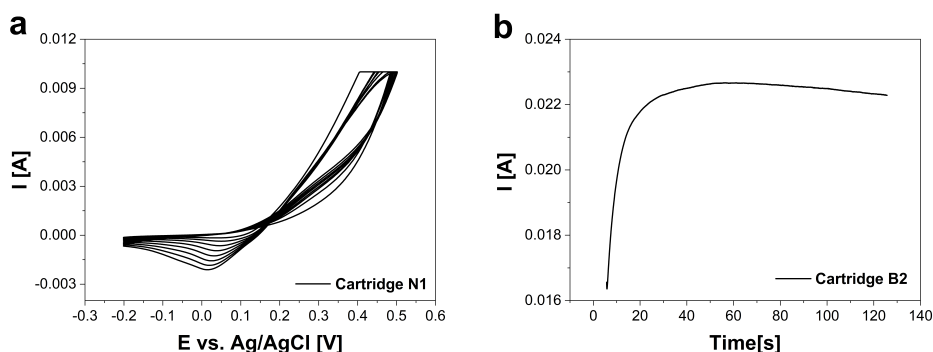 a
0.012
0.009
0.006
0.003
0.000
-0.003
I [A]
-0.3 -0.2 -0.1 0.0 0.1 0.2 0.3 0.4 0.5 0.6
E vs. Ag/AgCl [V]
Cartridge N1
b
0.024
0.022
0.020
0.018
0.016
I [A]
0 20 40 60 80 100 120 140
Time[s]
Cartridge B2